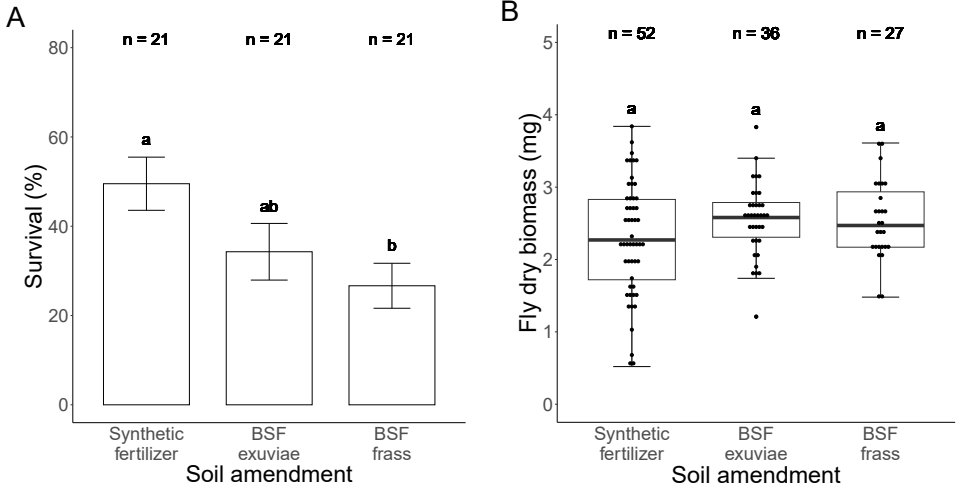 A
n = 21
n = 21
n = 21
80
60
40
20
0
Survival (%)
a
ab
b
Synthetic
fertilizer
BSF
exuviae
BSF
frass
Soil amendment
B
n = 52
n = 36
n = 27
5
4
3
2
1
0
Fly dry biomass (mg)
a
a
a
Synthetic
fertilizer
BSF
exuviae
BSF
frass
Soil amendment